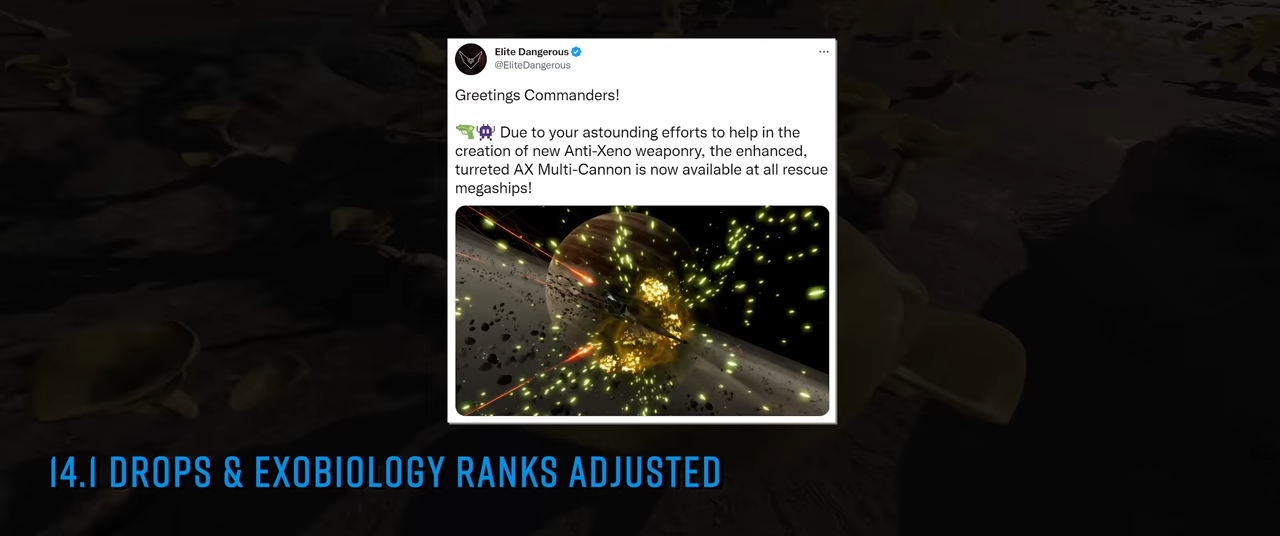 Elite Dangerous
@EliteDangerous
Greetings Commanders!
Due to your astounding efforts to help in the
creation of new Anti-Xeno weaponry, the enhanced,
turreted AX Multi-Cannon is now available at all rescue
megaships!
14.1 DROPS & EXOBIOLOGY RANKS ADJUSTED